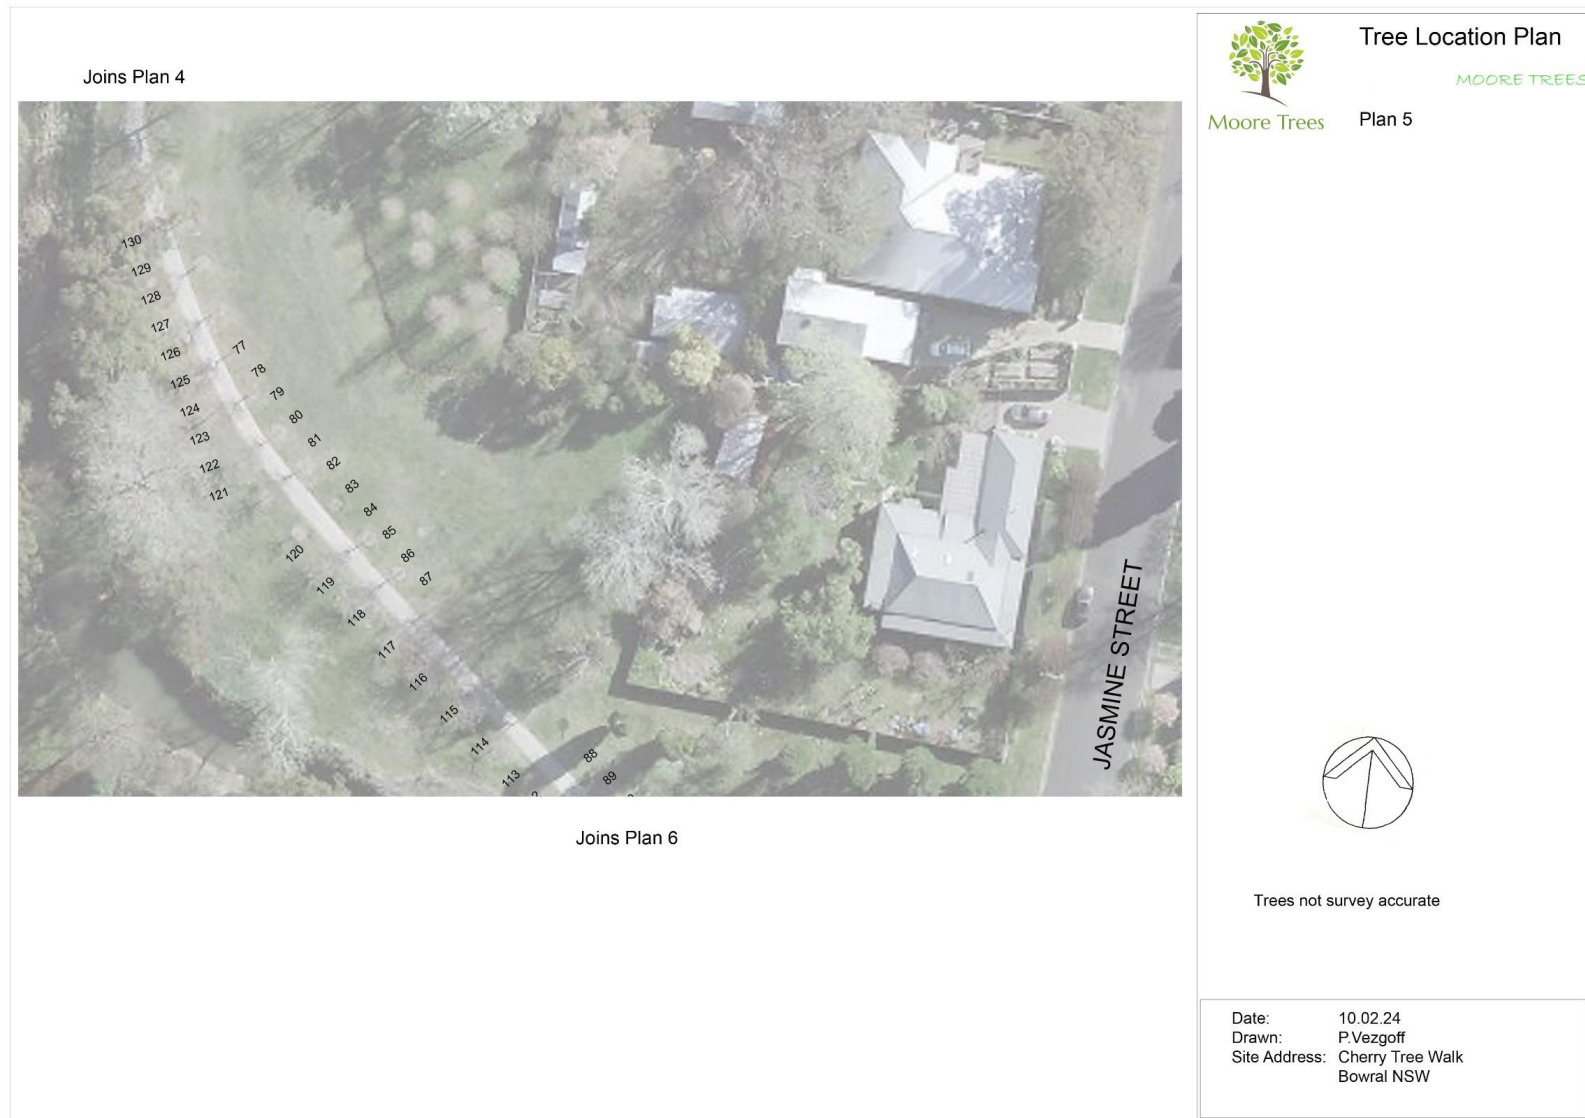 Tree Location Plan
MOORE TREES
Moore Trees
Plan 5
Joins Plan 4
130
129
128
127
126
125
124
123
122
121
77
78
79
80
81
82
83
84
85
86
87
120
119
118
117
116
115
114
113
88
89
JASMINE STREET
Joins Plan 6
Trees not survey accurate
Date: 10.02.24
Drawn: P.Vezgoff
Site Address: Cherry Tree Walk
Bowral NSW